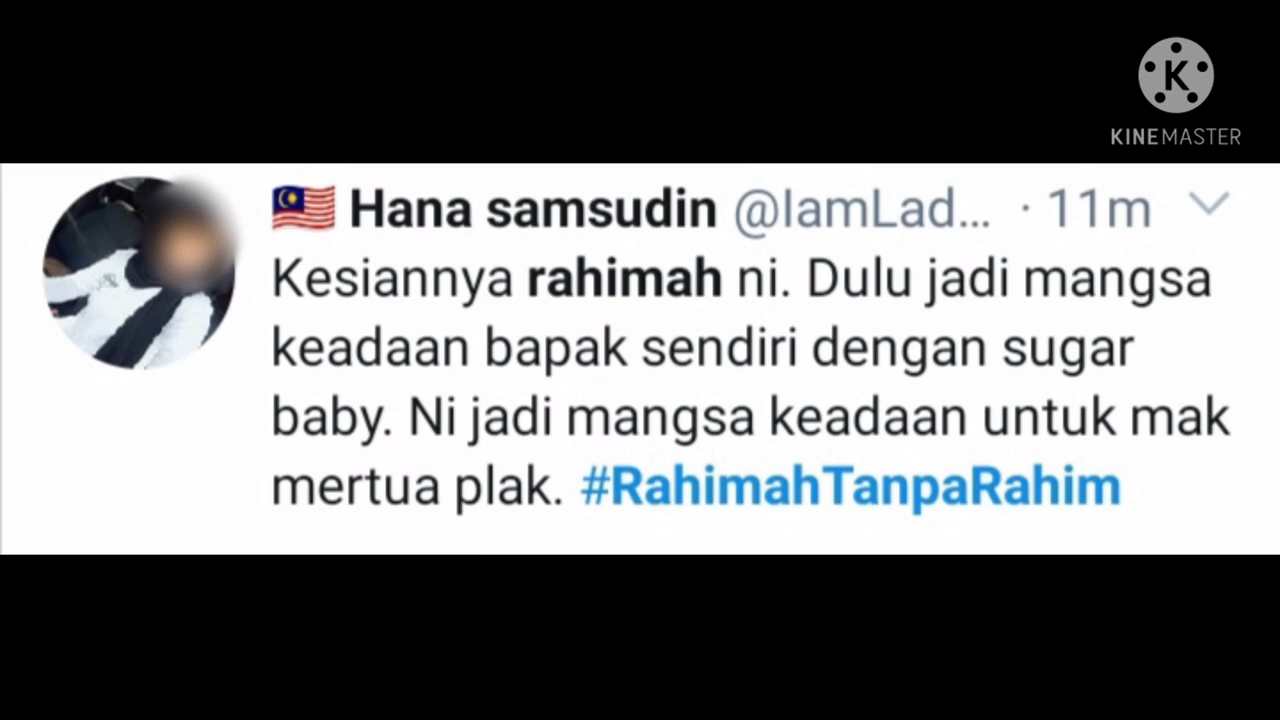 KINEMASTER
🇲🇾 Hana samsudin @IamLad... · 11m
Kesiannya rahimah ni. Dulu jadi mangsa
keadaan bapak sendiri dengan sugar
baby. Ni jadi mangsa keadaan untuk mak
mertua plak. #RahimahTanpaRahim